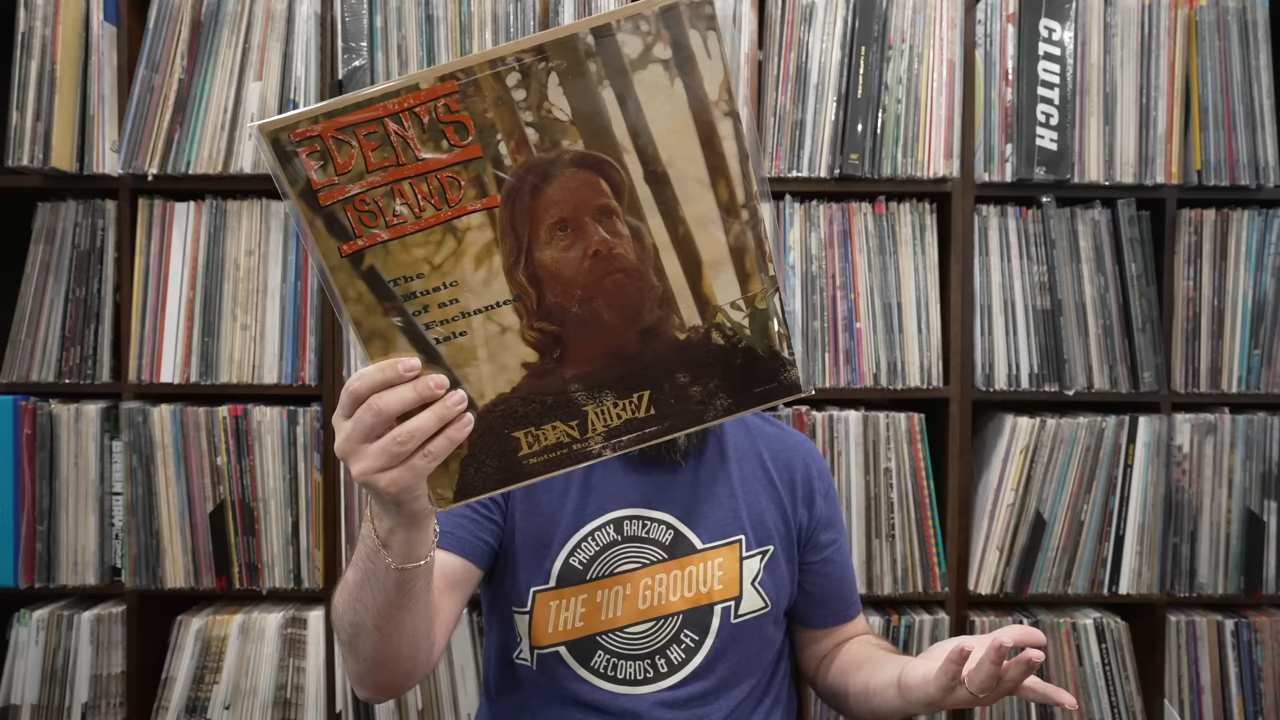 CLUTCH
EDEN'S
ISLAND
The
Music
of an
Enchanted
Isle
EDEN AHBEZ
"Nature Boy"
PHOENIX, ARIZONA
THE 'IN' GROOVE
RECORDS & HI-FI